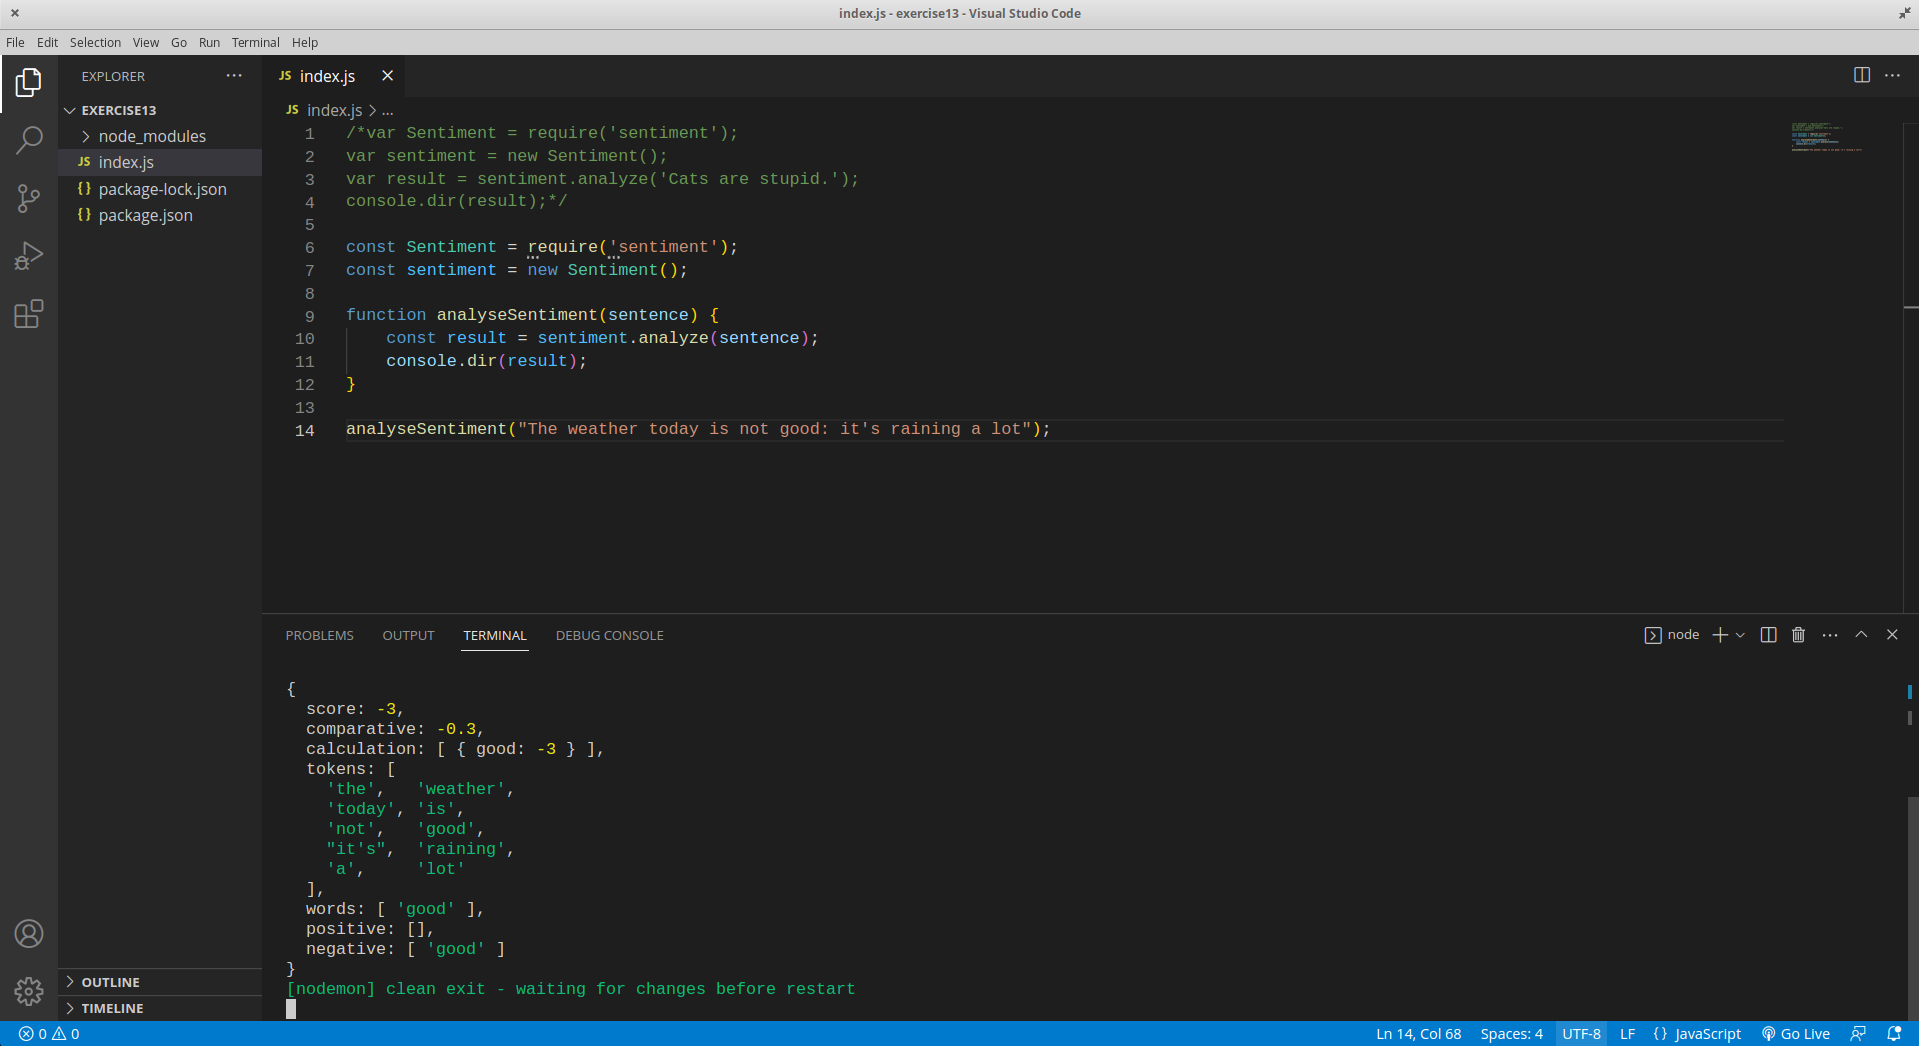 index.js - exercise13 - Visual Studio Code
File Edit Selection View Go Run Terminal Help
EXPLORER
EXERCISE13
node_modules
JS index.js
{} package-lock.json
{} package.json
OUTLINE
TIMELINE
JS index.js
JS index.js > ...
1 /*var Sentiment = require('sentiment');
2 var sentiment = new Sentiment();
3 var result = sentiment.analyze('Cats are stupid.');
4 console.dir(result);*/
5
6 const Sentiment = require('sentiment');
7 const sentiment = new Sentiment();
8
9 function analyseSentiment(sentence) {
10     const result = sentiment.analyze(sentence);
11     console.dir(result);
12 }
13
14 analyseSentiment("The weather today is not good: it's raining a lot");
PROBLEMS OUTPUT TERMINAL DEBUG CONSOLE
node
{
  score: -3,
  comparative: -0.3,
  calculation: [ { good: -3 } ],
  tokens: [
    'the',   'weather',
    'today', 'is',
    'not',   'good',
    "it's",  'raining',
    'a',     'lot'
  ],
  words: [ 'good' ],
  positive: [],
  negative: [ 'good' ]
}
[nodemon] clean exit - waiting for changes before restart
0 0
Ln 14, Col 68 Spaces: 4 UTF-8 LF {} JavaScript Go Live